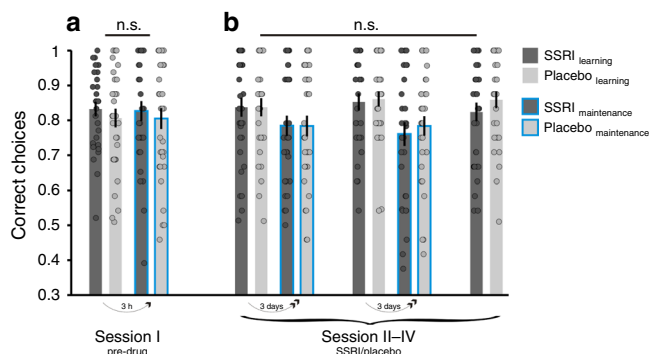 a
n.s.
b
n.s.
Correct choices
1
0.9
0.8
0.7
0.6
0.5
0.4
0.3
3 h
3 days
3 days
Session I
pre-drug
Session II–IV
SSRI/placebo
SSRI learning
Placebo learning
SSRI maintenance
Placebo maintenance